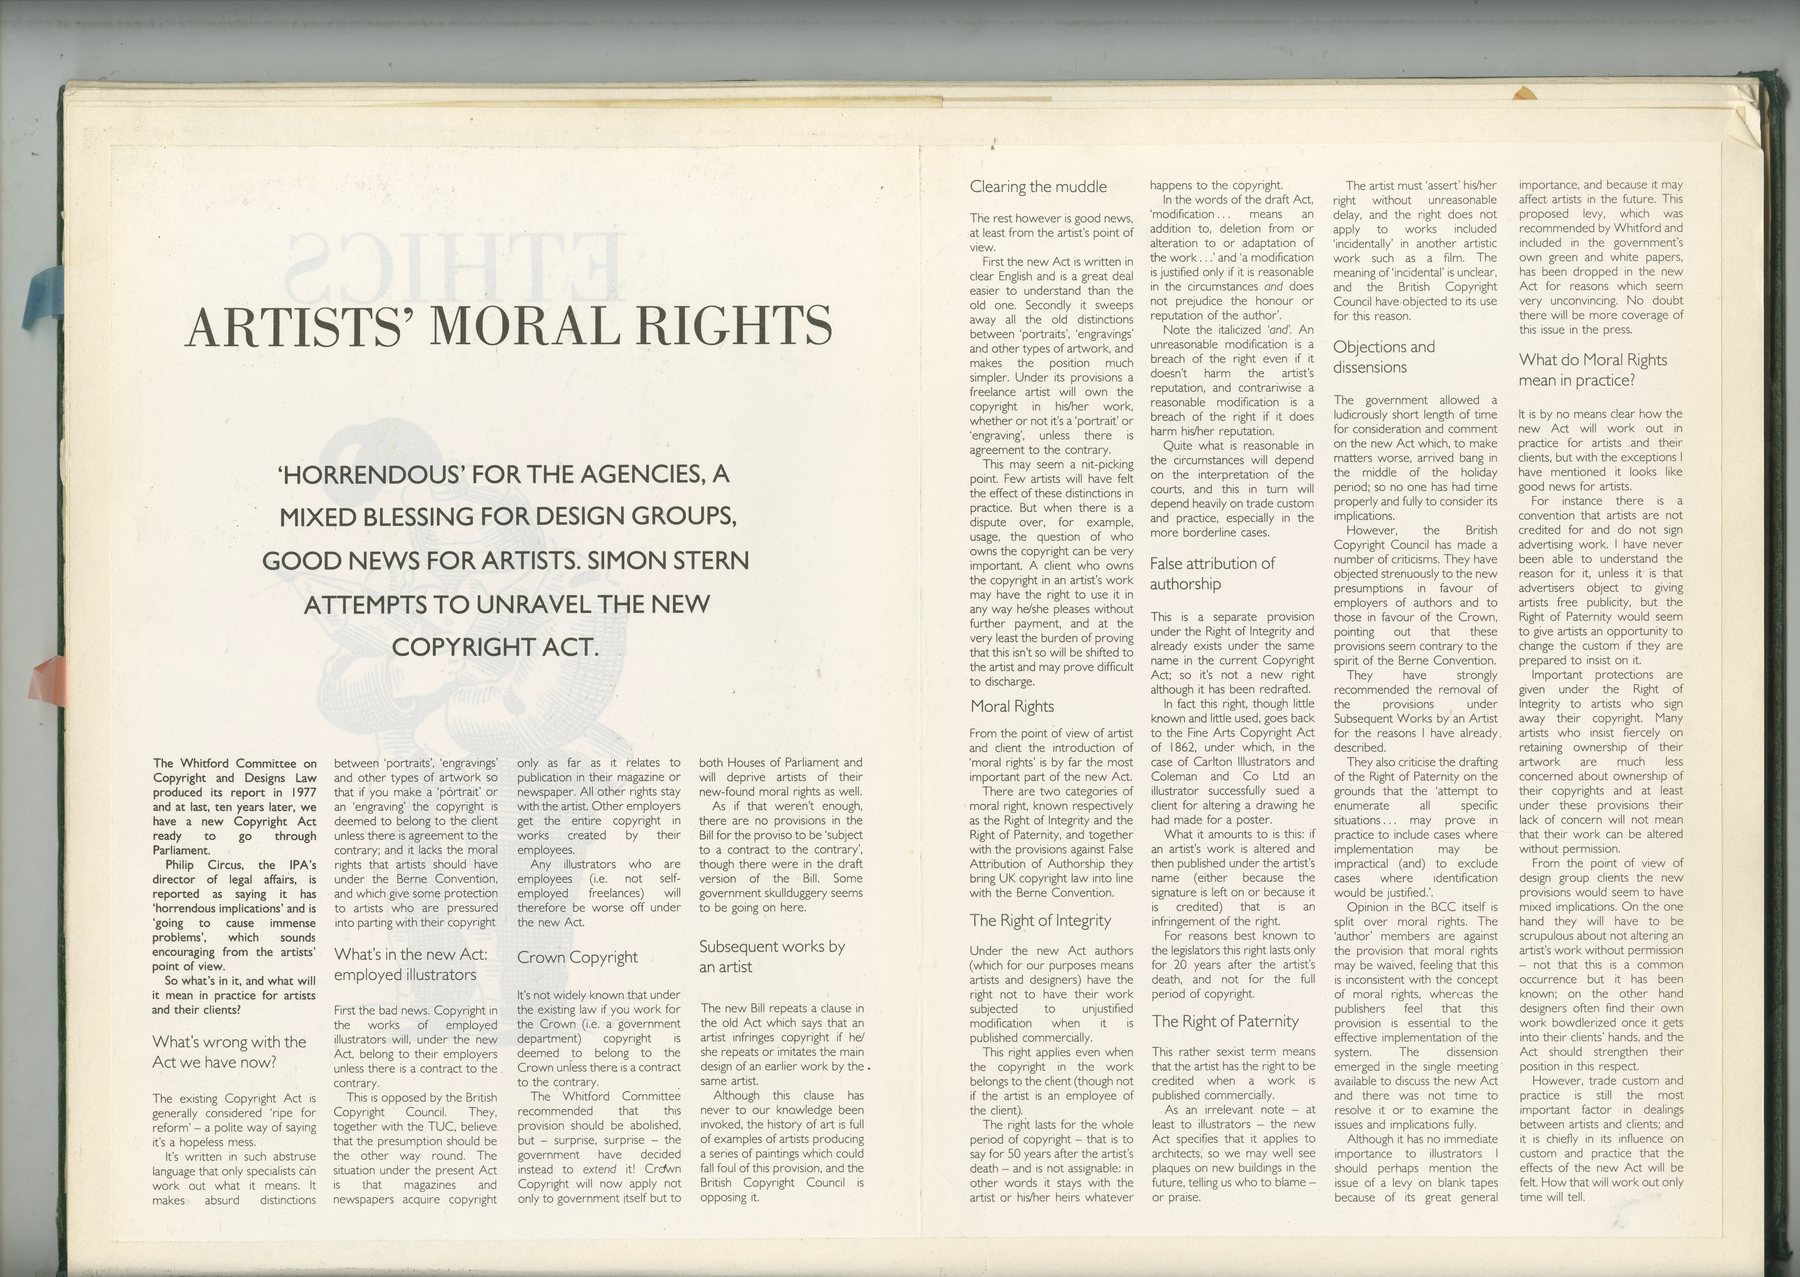 ETHICS
ARTISTS’ MORAL RIGHTS
‘HORRENDOUS’ FOR THE AGENCIES, A
MIXED BLESSING FOR DESIGN GROUPS,
GOOD NEWS FOR ARTISTS. SIMON STERN
ATTEMPTS TO UNRAVEL THE NEW
COPYRIGHT ACT.
The Whitford Committee on
Copyright and Designs Law
produced its report in 1977
and at last, ten years later, we
have a new Copyright Act
ready to go through
Parliament.
Philip Circus, the IPA’s
director of legal affairs, is
reported as saying it has
‘horrendous implications’ and is
‘going to cause immense
problems’, which sounds
encouraging from the artists’
point of view.
So what’s in it, and what will
it mean in practice for artists
and their clients?
What’s wrong with the
Act we have now?
The existing Copyright Act is
generally considered ‘ripe for
reform’ – a polite way of saying
it’s a hopeless mess.
It’s written in such abstruse
language that only specialists can
work out what it means. It
makes absurd distinctions
between ‘portraits’, ‘engravings’
and other types of artwork so
that if you make a ‘portrait’ or
an ‘engraving’ the copyright is
deemed to belong to the client
unless there is agreement to the
contrary; and it lacks the moral
rights that artists should have
under the Berne Convention,
and which give some protection
to artists who are pressured
into parting with their copyright
What’s in the new Act:
employed illustrators
First the bad news. Copyright in
the works of employed
illustrators will, under the new
Act, belong to their employers
unless there is a contract to the
contrary.
This is opposed by the British
Copyright Council. They,
together with the TUC, believe
that the presumption should be
the other way round. The
situation under the present Act
is that magazines and
newspapers acquire copyright
only as far as it relates to
publication in their magazine or
newspaper. All other rights stay
with the artist. Other employers
get the entire copyright in
works created by their
employees.
Any illustrators who are
employees (i.e. not self-
employed freelances) will
therefore be worse off under
the new Act.
Crown Copyright
It’s not widely known that under
the existing law if you work for
the Crown (i.e. a government
department) copyright is
deemed to belong to the
Crown unless there is a contract
to the contrary.
The Whitford Committee
recommended that this
provision should be abolished,
but – surprise, surprise – the
government have decided
instead to extend it! Crown
Copyright will now apply not
only to government itself but to
both Houses of Parliament and
will deprive artists of their
new-found moral rights as well.
As if that weren’t enough,
there are no provisions in the
Bill for the proviso to be ‘subject
to a contract to the contrary’,
though there were in the draft
version of the Bill. Some
government skullduggery seems
to be going on here.
Subsequent works by
an artist
The new Bill repeats a clause in
the old Act which says that an
artist infringes copyright if he/
she repeats or imitates the main
design of an earlier work by the
same artist.
Although this clause has
never to our knowledge been
invoked, the history of art is full
of examples of artists producing
a series of paintings which could
fall foul of this provision, and the
British Copyright Council is
opposing it.
Clearing the muddle
The rest however is good news,
at least from the artist’s point of
view.
First the new Act is written in
clear English and is a great deal
easier to understand than the
old one. Secondly it sweeps
away all the old distinctions
between ‘portraits’, ‘engravings’
and other types of artwork, and
makes the position much
simpler. Under its provisions a
freelance artist will own the
copyright in his/her work,
whether or not it’s a ‘portrait’ or
‘engraving’, unless there is
agreement to the contrary.
This may seem a nit-picking
point. Few artists will have felt
the effect of these distinctions in
practice. But when there is a
dispute over, for example,
usage, the question of who
owns the copyright can be very
important. A client who owns
the copyright in an artist’s work
may have the right to use it in
any way he/she pleases without
further payment, and at the
very least the burden of proving
that this isn’t so will be shifted to
the artist and may prove difficult
to discharge.
Moral Rights
From the point of view of artist
and client the introduction of
‘moral rights’ is by far the most
important part of the new Act.
There are two categories of
moral right, known respectively
as the Right of Integrity and the
Right of Paternity, and together
with the provisions against False
Attribution of Authorship they
bring UK copyright law into line
with the Berne Convention.
The Right of Integrity
Under the new Act authors
(which for our purposes means
artists and designers) have the
right not to have their work
subjected to unjustified
modification when it is
published commercially.
This right applies even when
the copyright in the work
belongs to the client (though not
if the artist is an employee of
the client).
The right lasts for the whole
period of copyright – that is to
say for 50 years after the artist’s
death – and is not assignable: in
other words it stays with the
artist or his/her heirs whatever
happens to the copyright.
In the words of the draft Act,
‘modification... means an
addition to, deletion from or
alteration to or adaptation of
the work...’ and ‘a modification
is justified only if it is reasonable
in the circumstances and does
not prejudice the honour or
reputation of the author’.
Note the italicized ‘and’. An
unreasonable modification is a
breach of the right even if it
doesn’t harm the artist’s
reputation, and contrariwise a
reasonable modification is a
breach of the right if it does
harm his/her reputation.
Quite what is reasonable in
the circumstances will depend
on the interpretation of the
courts, and this in turn will
depend heavily on trade custom
and practice, especially in the
more borderline cases.
False attribution of
authorship
This is a separate provision
under the Right of Integrity and
already exists under the same
name in the current Copyright
Act; so it’s not a new right
although it has been redrafted.
In fact this right, though little
known and little used, goes back
to the Fine Arts Copyright Act
of 1862, under which, in the
case of Carlton Illustrators and
Coleman and Co Ltd an
illustrator successfully sued a
client for altering a drawing he
had made for a poster.
What it amounts to is this: if
an artist’s work is altered and
then published under the artist’s
name (either because the
signature is left on or because it
is credited) that is an
infringement of the right.
For reasons best known to
the legislators this right lasts only
for 20 years after the artist’s
death, and not for the full
period of copyright.
The Right of Paternity
This rather sexist term means
that the artist has the right to be
credited when a work is
published commercially.
As an irrelevant note – at
least to illustrators – the new
Act specifies that it applies to
architects, so we may well see
plaques on new buildings in the
future, telling us who to blame –
or praise.
The artist must ‘assert’ his/her
right without unreasonable
delay, and the right does not
apply to works included
‘incidentally’ in another artistic
work such as a film. The
meaning of ‘incidental’ is unclear,
and the British Copyright
Council have objected to its use
for this reason.
Objections and
dissensions
The government allowed a
ludicrously short length of time
for consideration and comment
on the new Act which, to make
matters worse, arrived bang in
the middle of the holiday
period; so no one has had time
properly and fully to consider its
implications.
However, the British
Copyright Council has made a
number of criticisms. They have
objected strenuously to the new
presumptions in favour of
employers of authors and to
those in favour of the Crown,
pointing out that these
provisions seem contrary to the
spirit of the Berne Convention.
They have strongly
recommended the removal of
the provisions under
Subsequent Works by an Artist
for the reasons I have already
described.
They also criticise the drafting
of the Right of Paternity on the
grounds that the ‘attempt to
enumerate all specific
situations... may prove in
practice to include cases where
implementation may be
impractical (and) to exclude
cases where identification
would be justified.’.
Opinion in the BCC itself is
split over moral rights. The
‘author’ members are against
the provision that moral rights
may be waived, feeling that this
is inconsistent with the concept
of moral rights, whereas the
publishers feel that this
provision is essential to the
effective implementation of the
system. The dissension
emerged in the single meeting
available to discuss the new Act
and there was not time to
resolve it or to examine the
issues and implications fully.
Although it has no immediate
importance to illustrators I
should perhaps mention the
issue of a levy on blank tapes
because of its great general
importance, and because it may
affect artists in the future. This
proposed levy, which was
recommended by Whitford and
included in the government’s
own green and white papers,
has been dropped in the new
Act for reasons which seem
very unconvincing. No doubt
there will be more coverage of
this issue in the press.
What do Moral Rights
mean in practice?
It is by no means clear how the
new Act will work out in
practice for artists and their
clients, but with the exceptions I
have mentioned it looks like
good news for artists.
For instance there is a
convention that artists are not
credited for and do not sign
advertising work. I have never
been able to understand the
reason for it, unless it is that
advertisers object to giving
artists free publicity, but the
Right of Paternity would seem
to give artists an opportunity to
change the custom if they are
prepared to insist on it.
Important protections are
given under the Right of
Integrity to artists who sign
away their copyright. Many
artists who insist fiercely on
retaining ownership of their
artwork are much less
concerned about ownership of
their copyrights and at least
under these provisions their
lack of concern will not mean
that their work can be altered
without permission.
From the point of view of
design group clients the new
provisions would seem to have
mixed implications. On the one
hand they will have to be
scrupulous about not altering an
artist’s work without permission
– not that this is a common
occurrence but it has been
known; on the other hand
designers often find their own
work bowdlerized once it gets
into their clients’ hands, and the
Act should strengthen their
position in this respect.
However, trade custom and
practice is still the most
important factor in dealings
between artists and clients; and
it is chiefly in its influence on
custom and practice that the
effects of the new Act will be
felt. How that will work out only
time will tell.